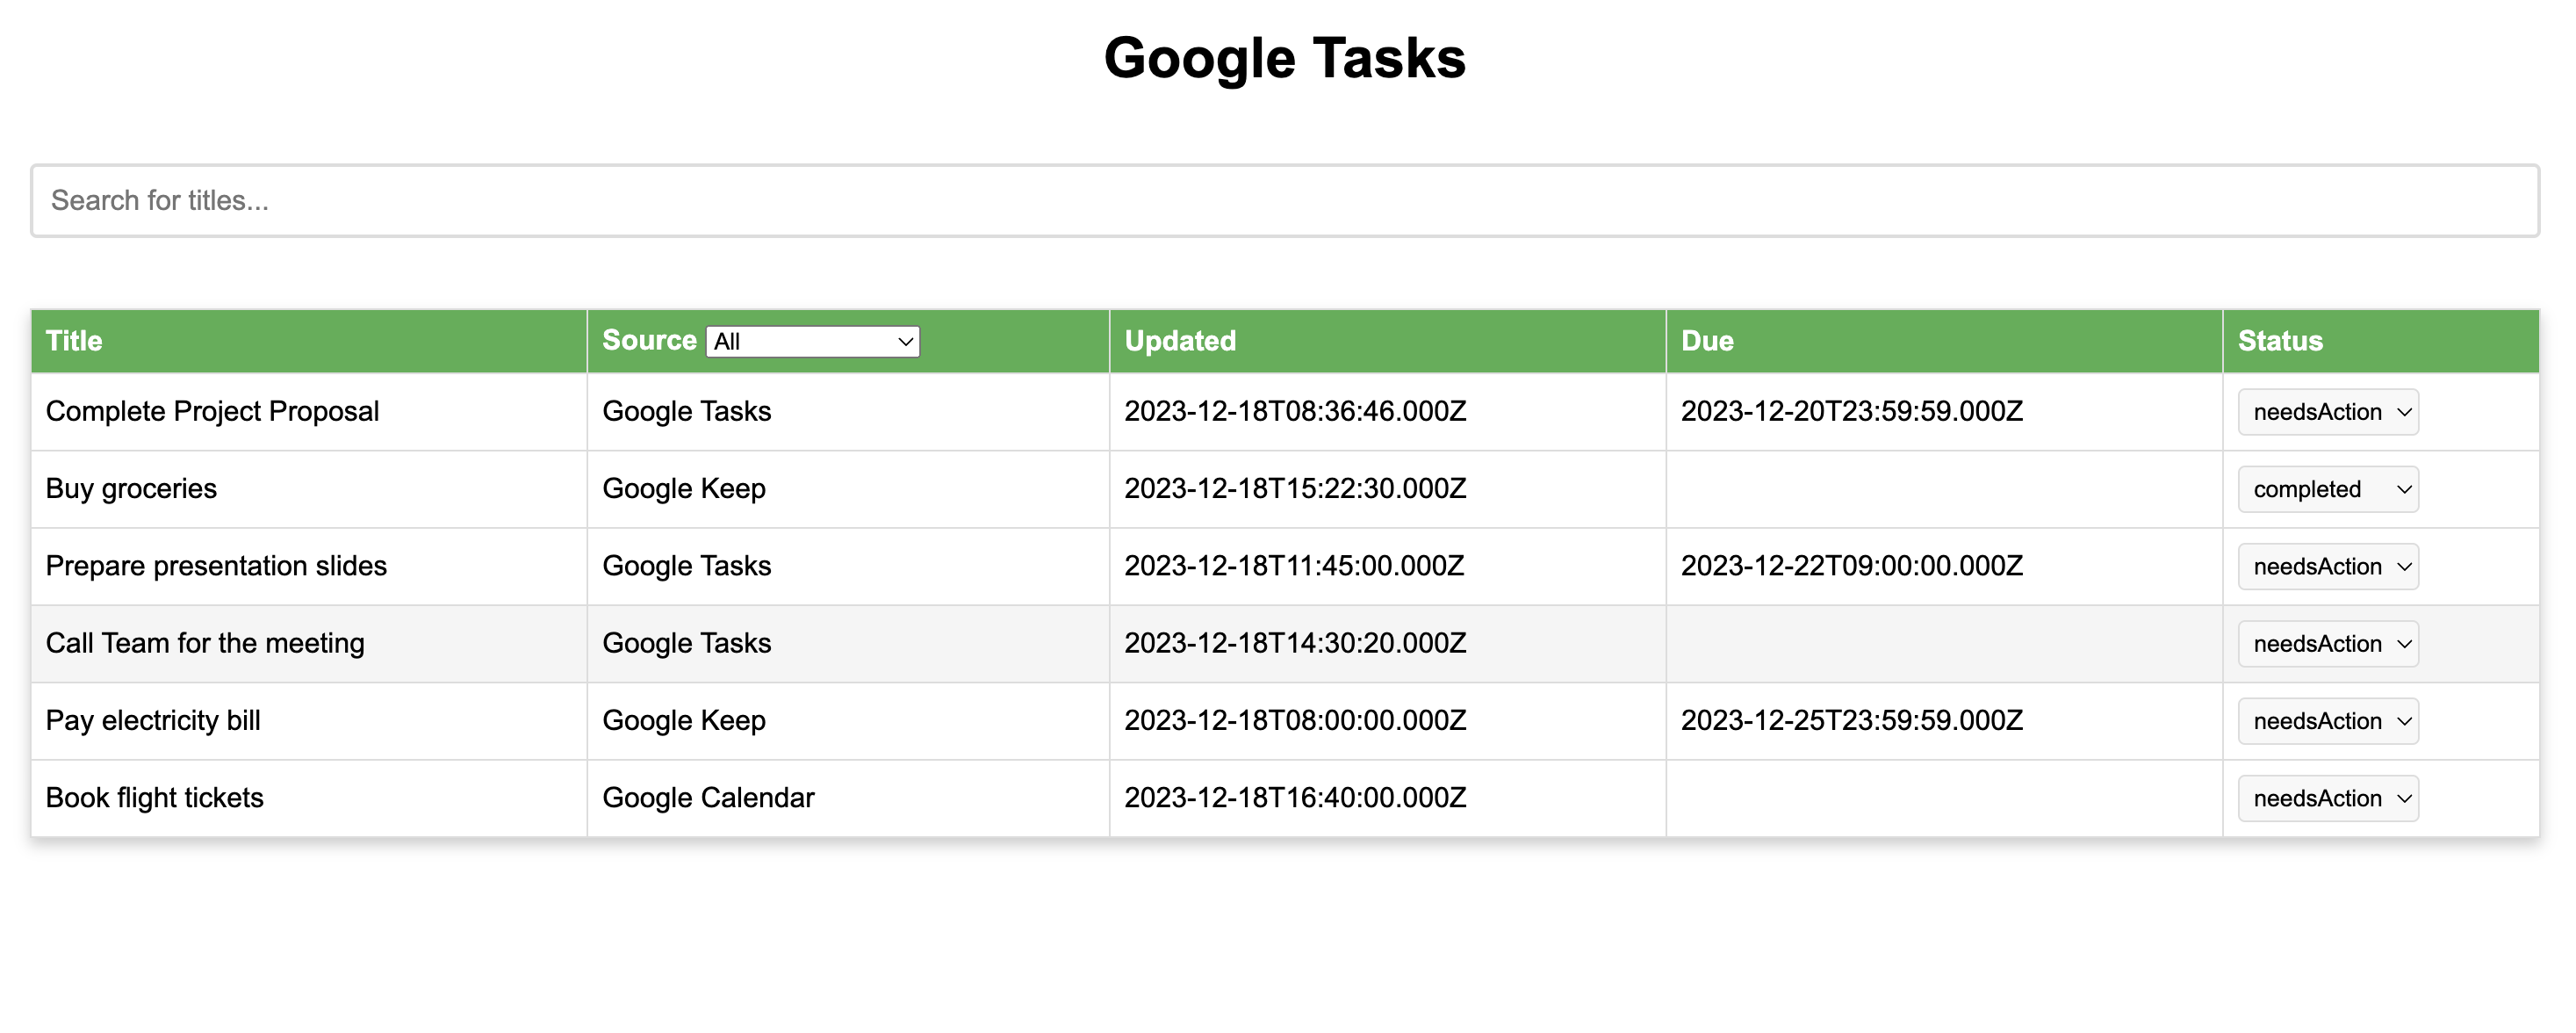 Google Tasks
Search for titles...
Title Source All Updated Due Status
Complete Project Proposal Google Tasks 2023-12-18T08:36:46.000Z 2023-12-20T23:59:59.000Z needsAction
Buy groceries Google Keep 2023-12-18T15:22:30.000Z completed
Prepare presentation slides Google Tasks 2023-12-18T11:45:00.000Z 2023-12-22T09:00:00.000Z needsAction
Call Team for the meeting Google Tasks 2023-12-18T14:30:20.000Z needsAction
Pay electricity bill Google Keep 2023-12-18T08:00:00.000Z 2023-12-25T23:59:59.000Z needsAction
Book flight tickets Google Calendar 2023-12-18T16:40:00.000Z needsAction